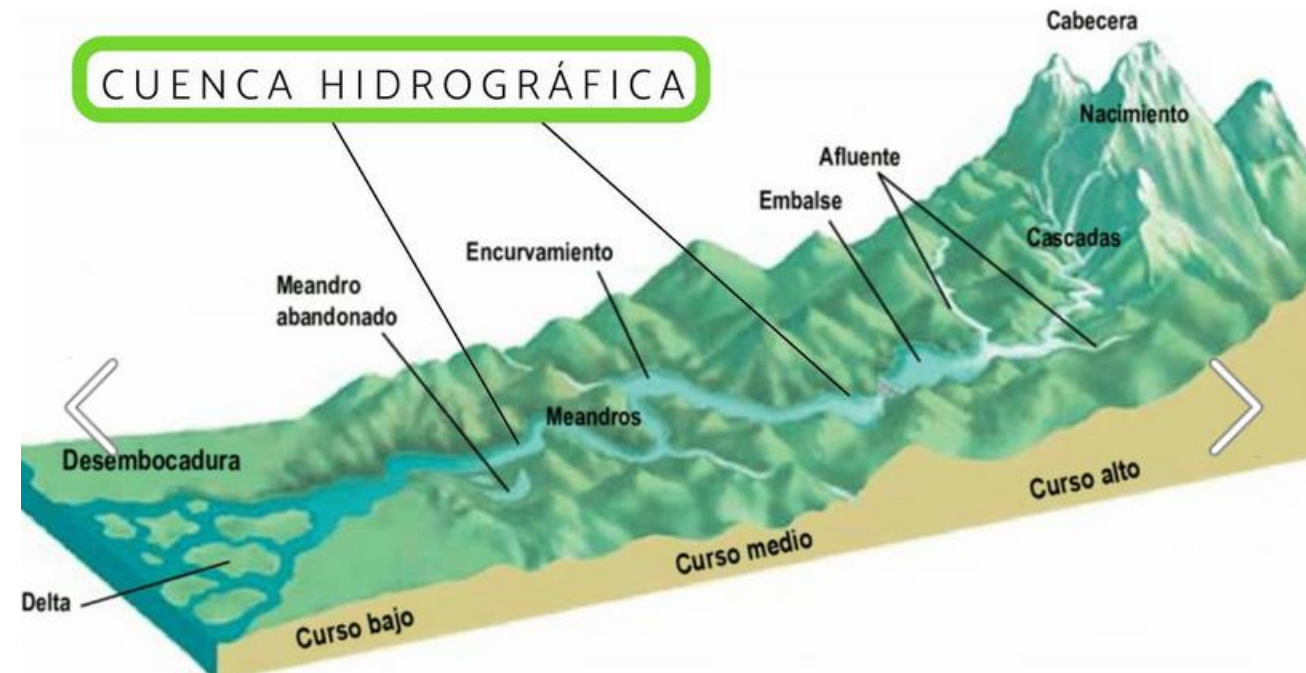 Cabecera
CUENCA HIDROGRÁFICA
Nacimiento
Afluente
Embalse
Cascadas
Encurvamiento
Meandro
abandonado
Meandros
Desembocadura
Curso alto
Curso medio
Delta
Curso bajo